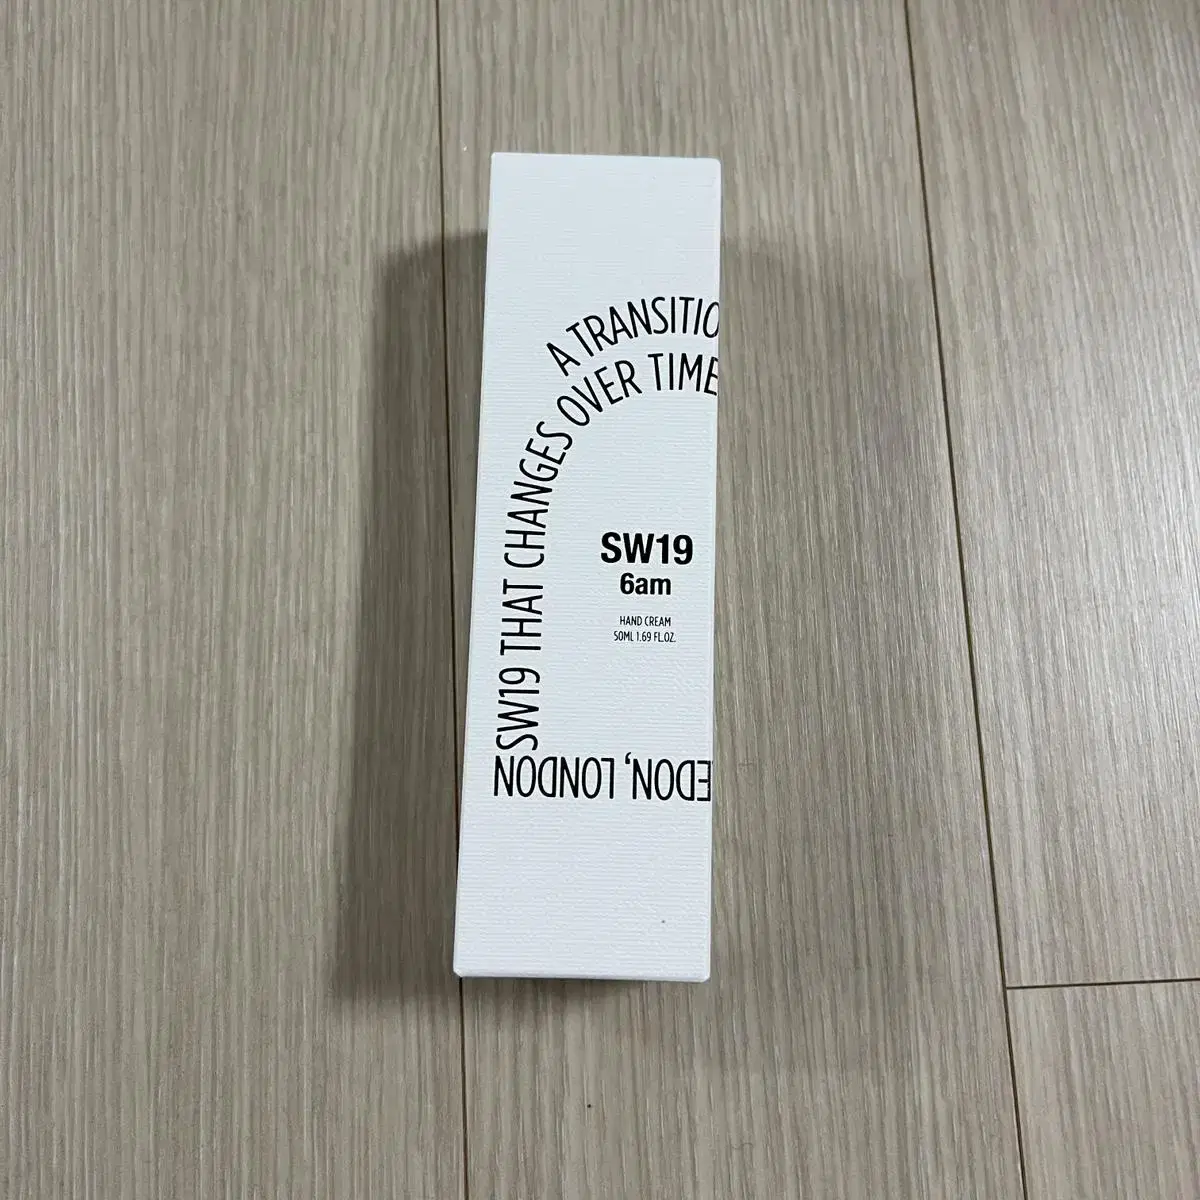 A TRANSITIO
SW19 THAT CHANGES OVER TIME
SW19
6am
HAND CREAM
50ML 1.69 FL.OZ.
EDON, LONDON